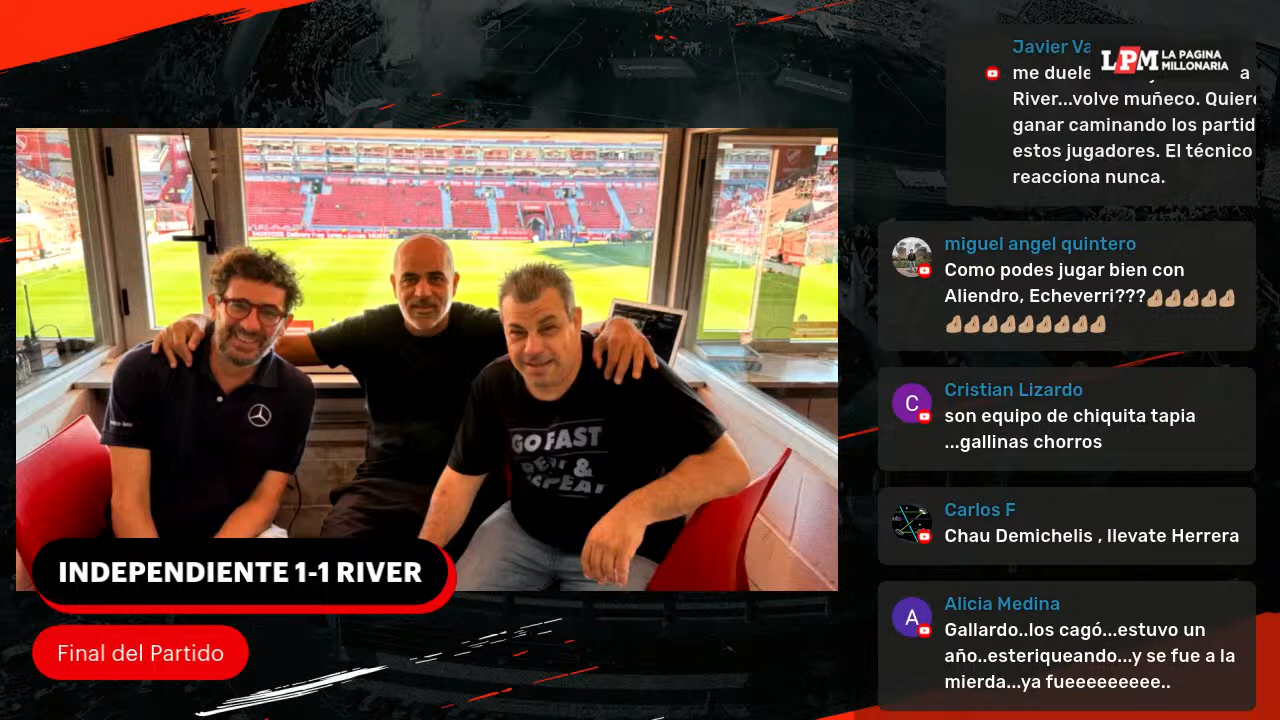 INDEPENDIENTE 1-1 RIVER
Final del Partido
LPM LA PAGINA
MILLONARIA
Javier Va
me duele
a
River...volve muñeco. Quier
ganar caminando los partid
estos jugadores. El técnico
reacciona nunca.
miguel angel quintero
Como podes jugar bien con
Aliendro, Echeverri???🤌🏼🤌🏼🤌🏼🤌🏼🤌🏼
🤌🏼🤌🏼🤌🏼🤌🏼🤌🏼🤌🏼🤌🏼🤌🏼🤌🏼
C
Cristian Lizardo
son equipo de chiquita tapia
...gallinas chorros
Carlos F
Chau Demichelis , llevate Herrera
A
Alicia Medina
Gallardo..los cagó...estuvo un
año..esteriqueando...y se fue a la
mierda...ya fueeeeeeeee..
GO FAST
&